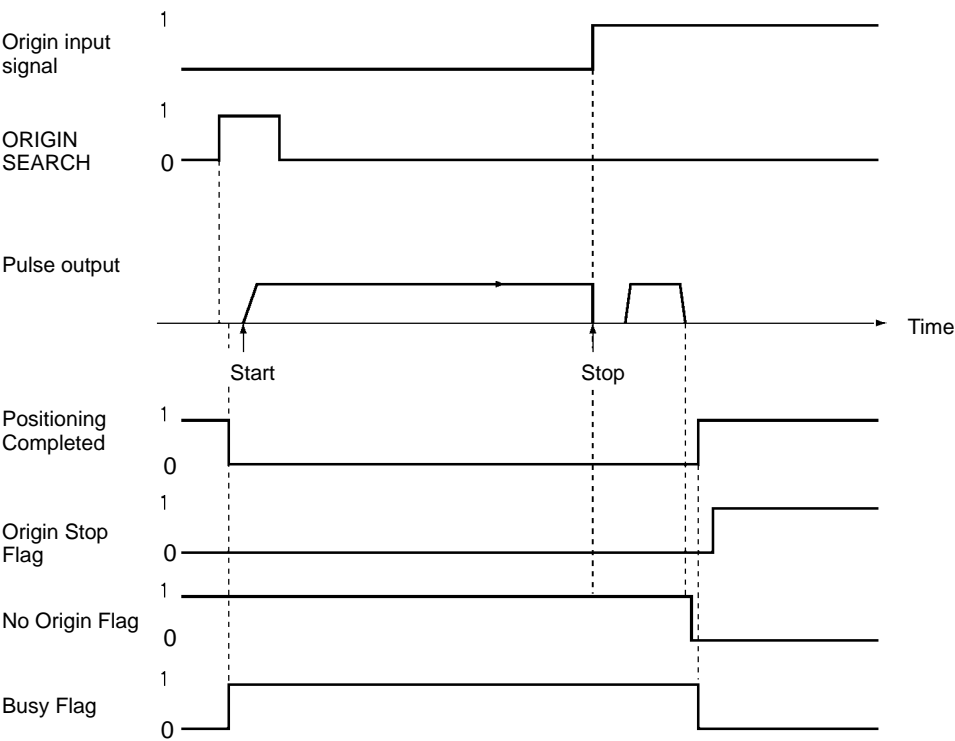 1
Origin input
signal
1
ORIGIN
SEARCH
0
Pulse output
Time
Start
Stop
1
Positioning
Completed
0
1
Origin Stop
Flag
0
1
No Origin Flag
0
1
Busy Flag
0